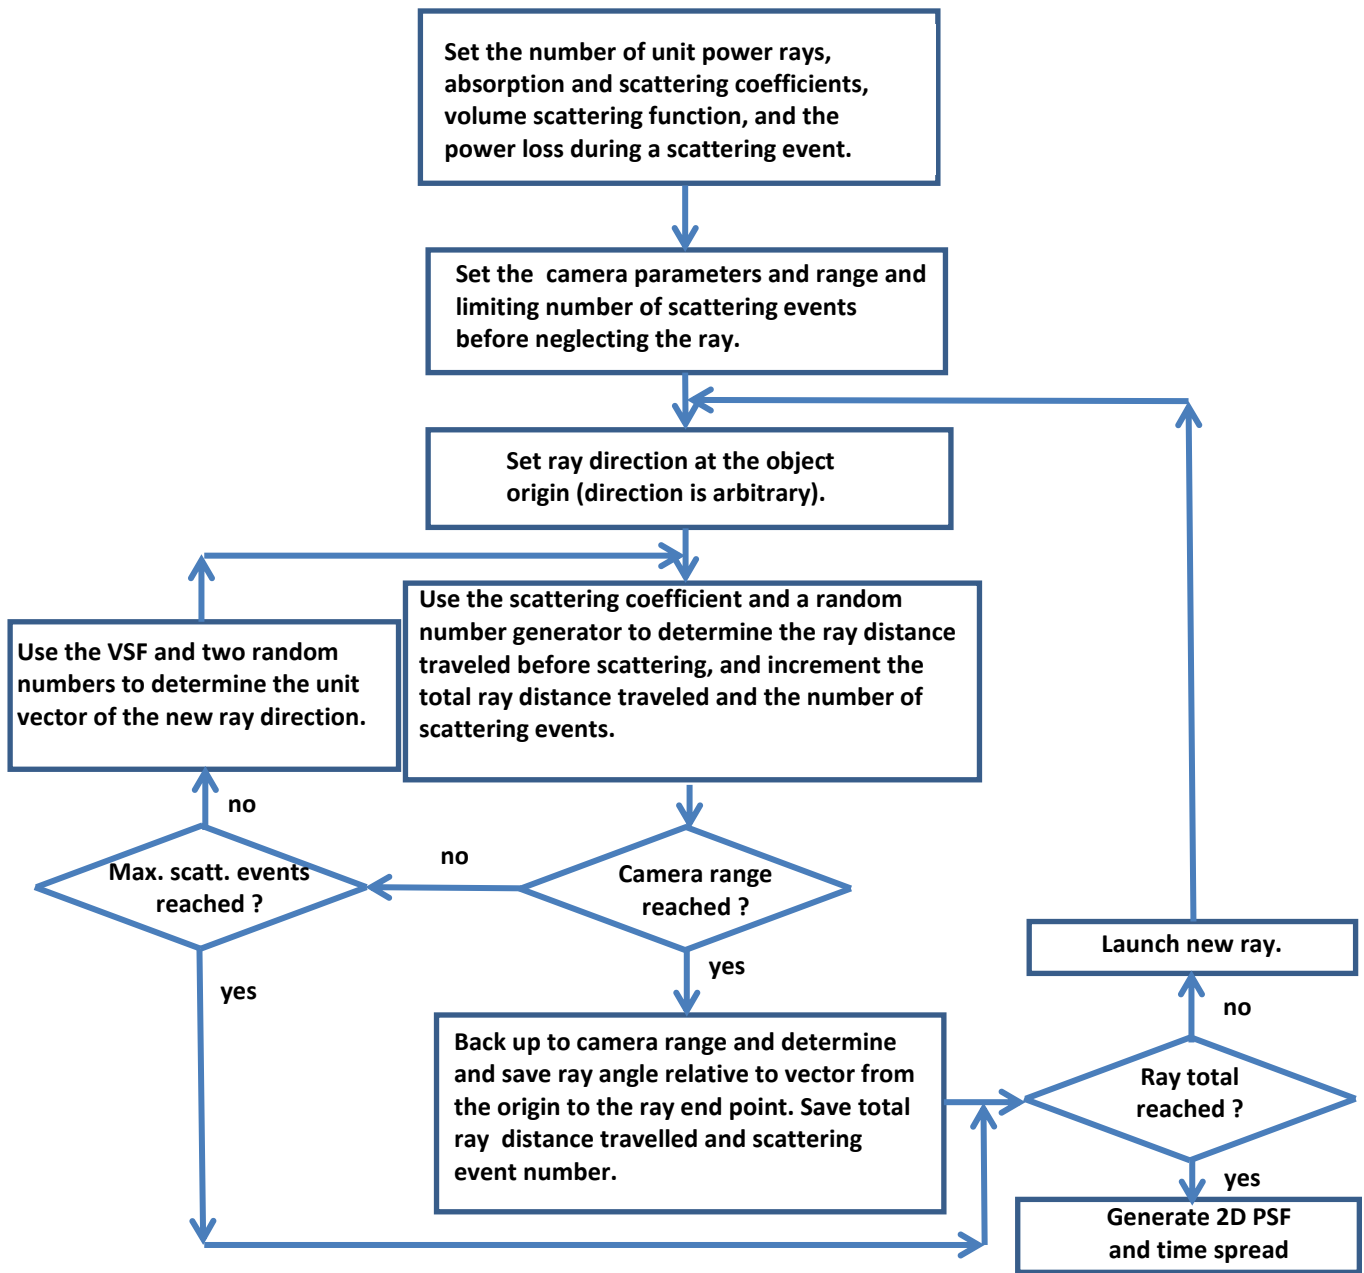 Set the number of unit power rays,
absorption and scattering coefficients,
volume scattering function, and the
power loss during a scattering event.
Set the  camera parameters and range and
limiting number of scattering events
before neglecting the ray.
Set ray direction at the object
origin (direction is arbitrary).
Use the scattering coefficient and a random
number generator to determine the ray distance
traveled before scattering, and increment the
total ray distance traveled and the number of
scattering events.
Use the VSF and two random
numbers to determine the unit
vector of the new ray direction.
no
Max. scatt. events
reached ?
no
Camera range
reached ?
yes
yes
Back up to camera range and determine
and save ray angle relative to vector from
the origin to the ray end point. Save total
ray  distance travelled and scattering
event number.
Launch new ray.
no
Ray total
reached ?
yes
Generate 2D PSF
and time spread